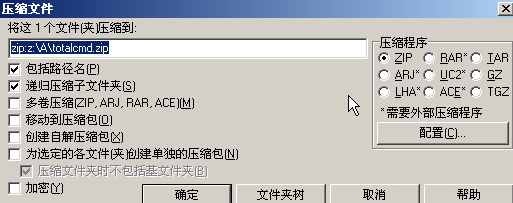 压缩文件
将这 1 个文件(夹)压缩到:
zip:z:\A\totalcmd.zip
包括路径名(P)
递归压缩子文件夹(S)
多卷压缩(ZIP, ARJ, RAR, ACE)(M)
移动到压缩包(O)
创建自解压缩包(X)
为选定的各文件(夹)创建单独的压缩包(N)
压缩文件夹时不包括基文件夹(B)
加密(Y)
压缩程序
ZIP RAR* TAR
ARJ* UC2* GZ
LHA* ACE* TGZ
*需要外部压缩程序
配置(C)...
确定 文件夹树 取消 帮助